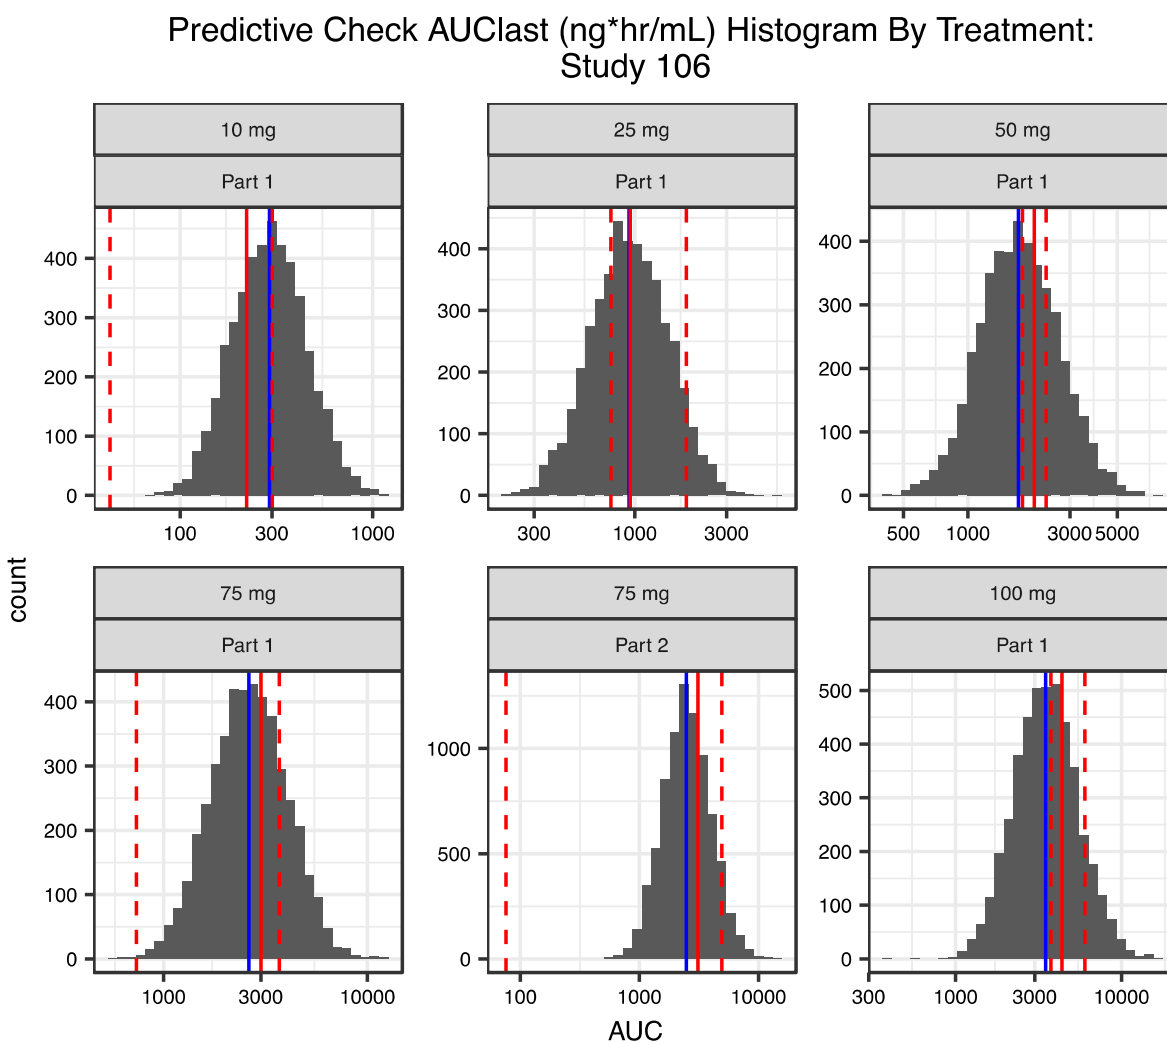 Predictive Check AUClast (ng*hr/mL) Histogram By Treatment:
Study 106
10 mg
25 mg
50 mg
Part 1
Part 1
Part 1
400
300
200
100
0
400
300
200
100
0
400
300
200
100
0
100 300 1000
300 1000 3000
500 1000 3000 5000
count
75 mg
75 mg
100 mg
Part 1
Part 2
Part 1
400
300
200
100
0
1000
500
0
500
400
300
200
100
0
1000 3000 10000
100 1000 10000
300 1000 3000 10000
AUC